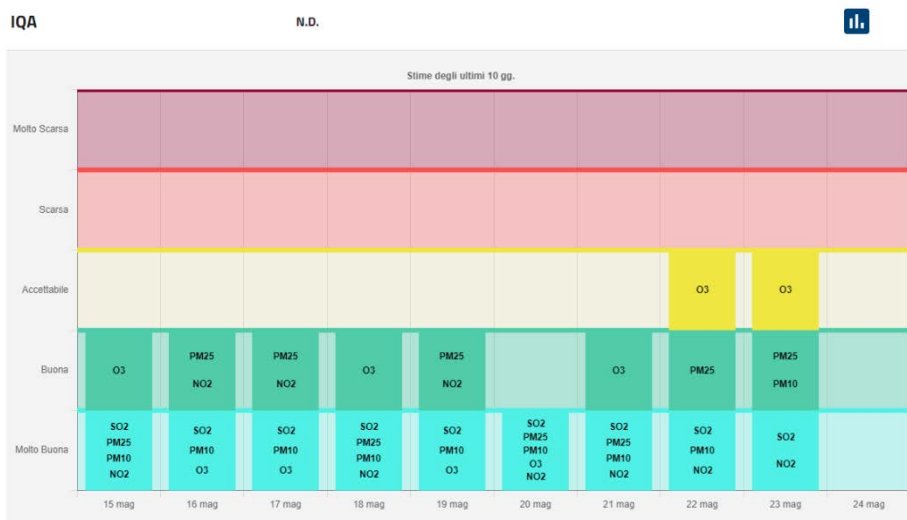 IQA
N.D.
Stime degli ultimi 10 gg.
Molto Scarsa
Scarsa
Accettabile
O3
O3
Buona
O3
PM25
NO2
PM25
NO2
O3
PM25
NO2
O3
PM25
PM25
PM10
Molto Buona
SO2
PM25
PM10
NO2
SO2
PM10
O3
SO2
PM10
O3
SO2
PM25
PM10
NO2
SO2
PM10
O3
SO2
PM25
PM10
O3
NO2
SO2
PM25
PM10
NO2
SO2
PM10
NO2
SO2
NO2
15 mag
16 mag
17 mag
18 mag
19 mag
20 mag
21 mag
22 mag
23 mag
24 mag